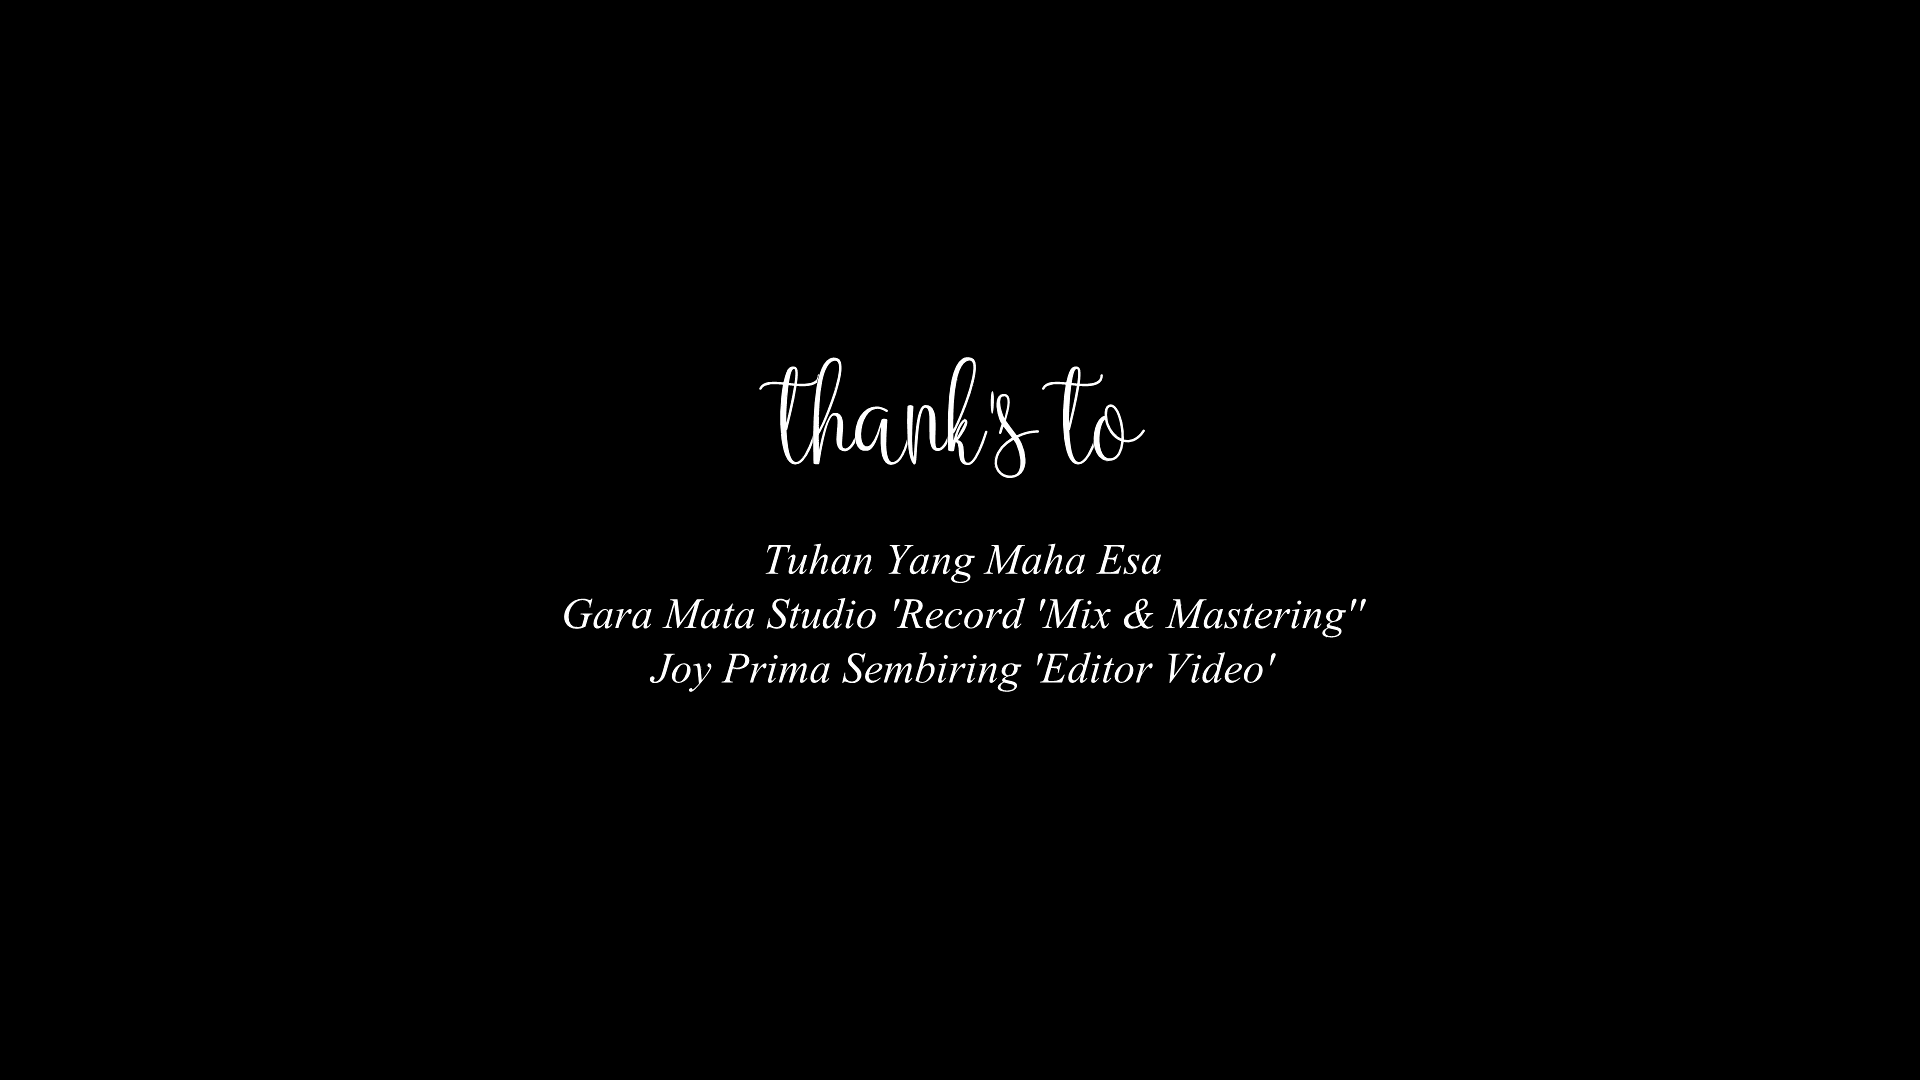 thank's to
Tuhan Yang Maha Esa
Gara Mata Studio 'Record 'Mix & Mastering''
Joy Prima Sembiring 'Editor Video'